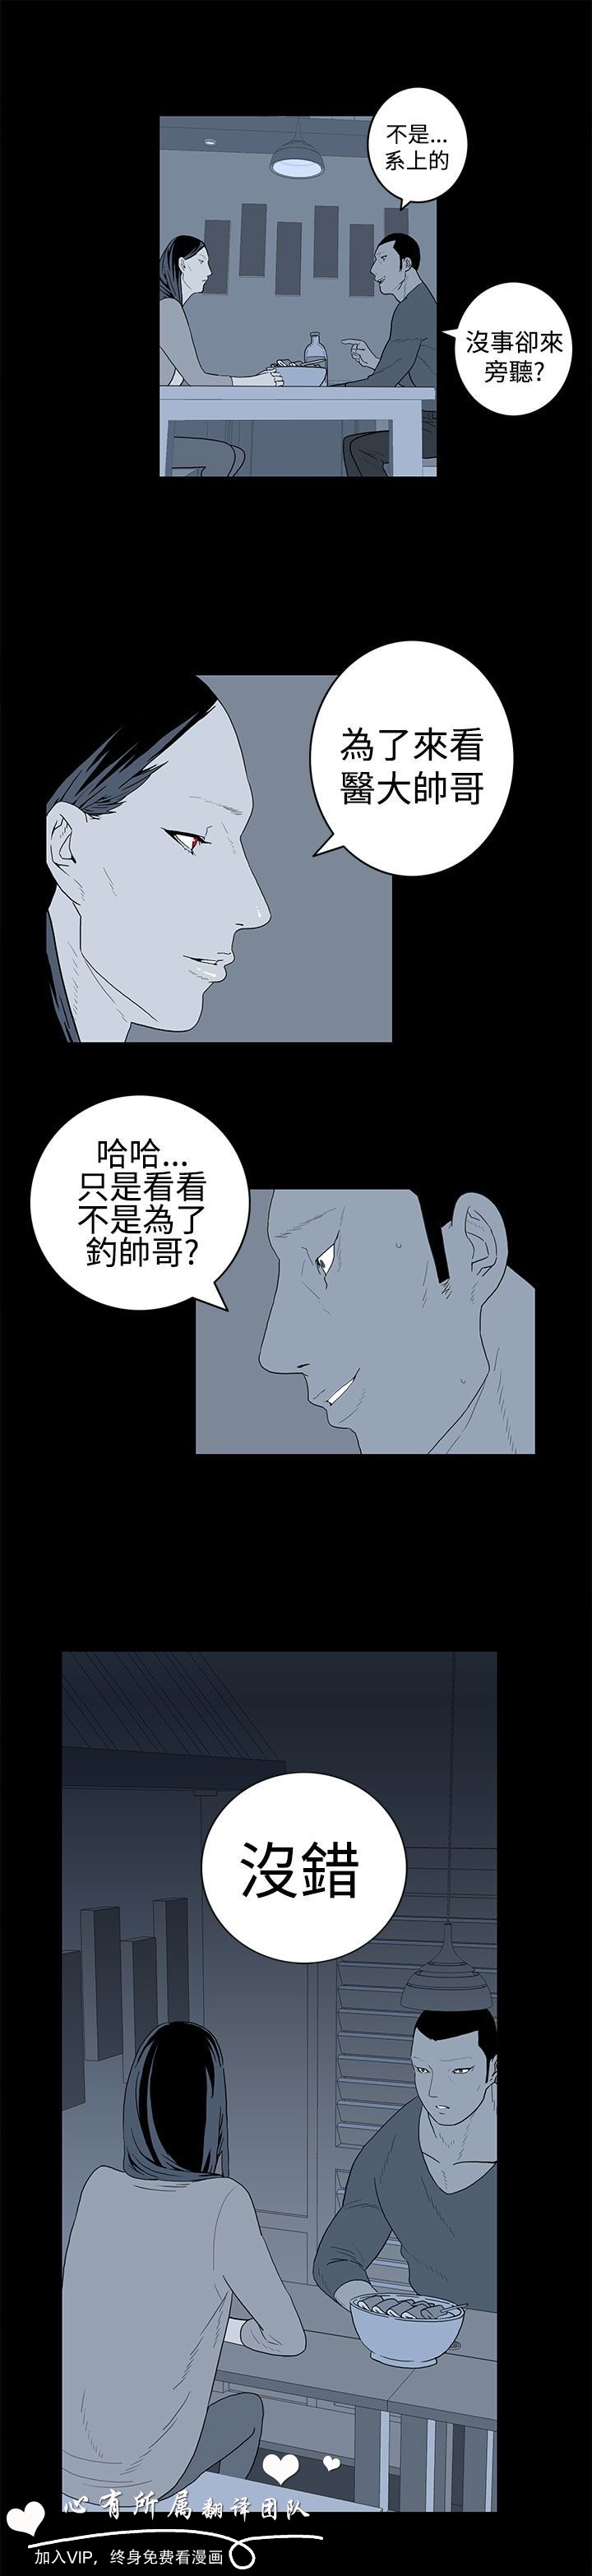 不是...
系上的
沒事卻來
旁聽?
為了來看
醫大帥哥
哈哈...
只是看看
不是為了
釣帥哥?
沒錯
心有所属翻译团队
加入VIP，终身免费看漫画